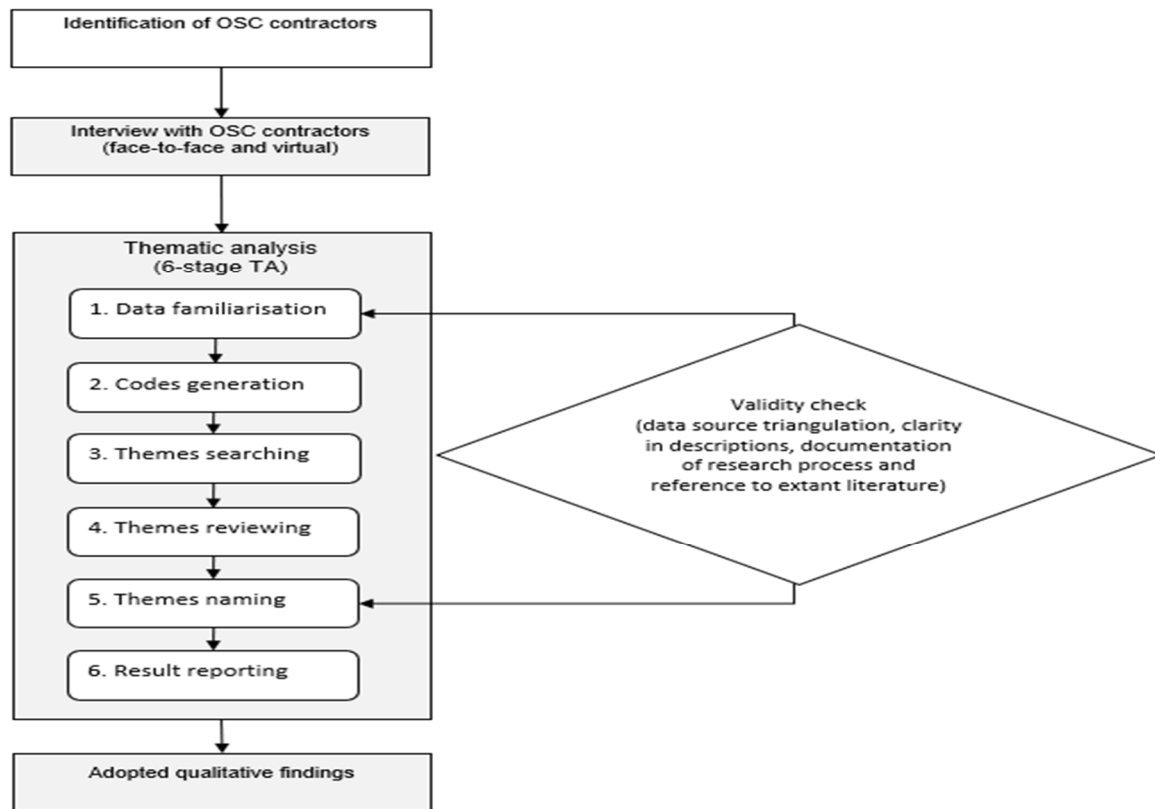 Identification of OSC contractors
Interview with OSC contractors
(face-to-face and virtual)
Thematic analysis
(6-stage TA)
1. Data familiarisation
2. Codes generation
3. Themes searching
4. Themes reviewing
5. Themes naming
6. Result reporting
Validity check
(data source triangulation, clarity
in descriptions, documentation
of research process and
reference to extant literature)
Adopted qualitative findings